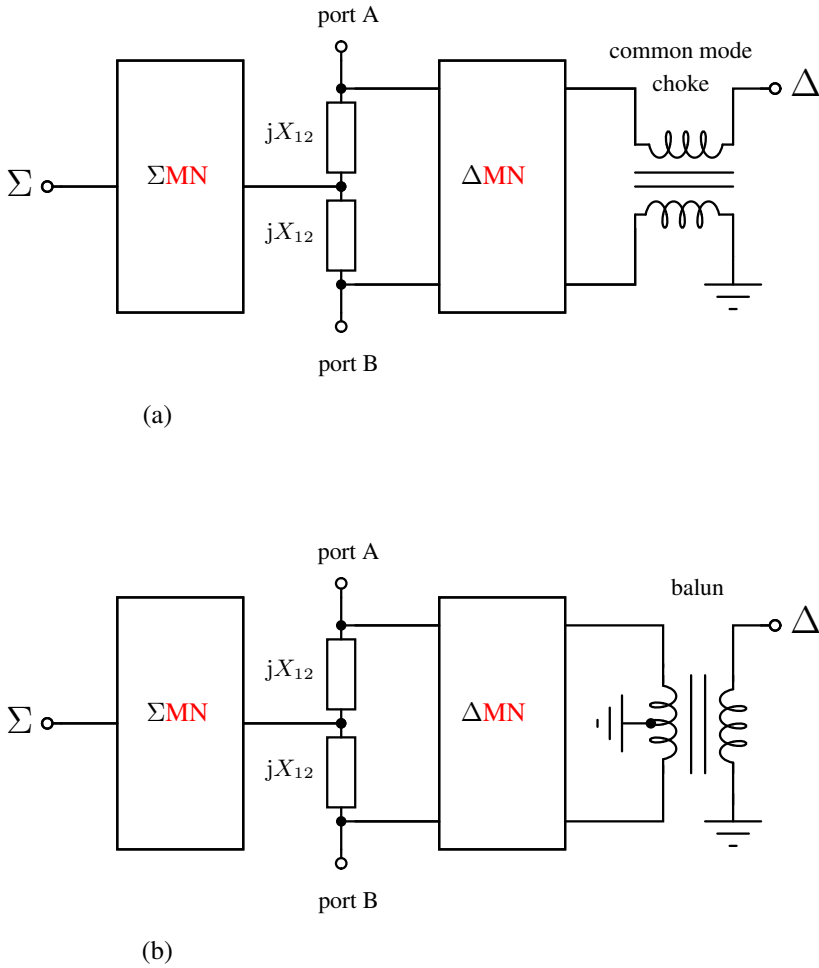 port A
common mode
choke
Δ
jX₁₂
Σ
ΣMN
ΔMN
jX₁₂
port B
(a)
port A
balun
Δ
jX₁₂
Σ
ΣMN
ΔMN
jX₁₂
port B
(b)